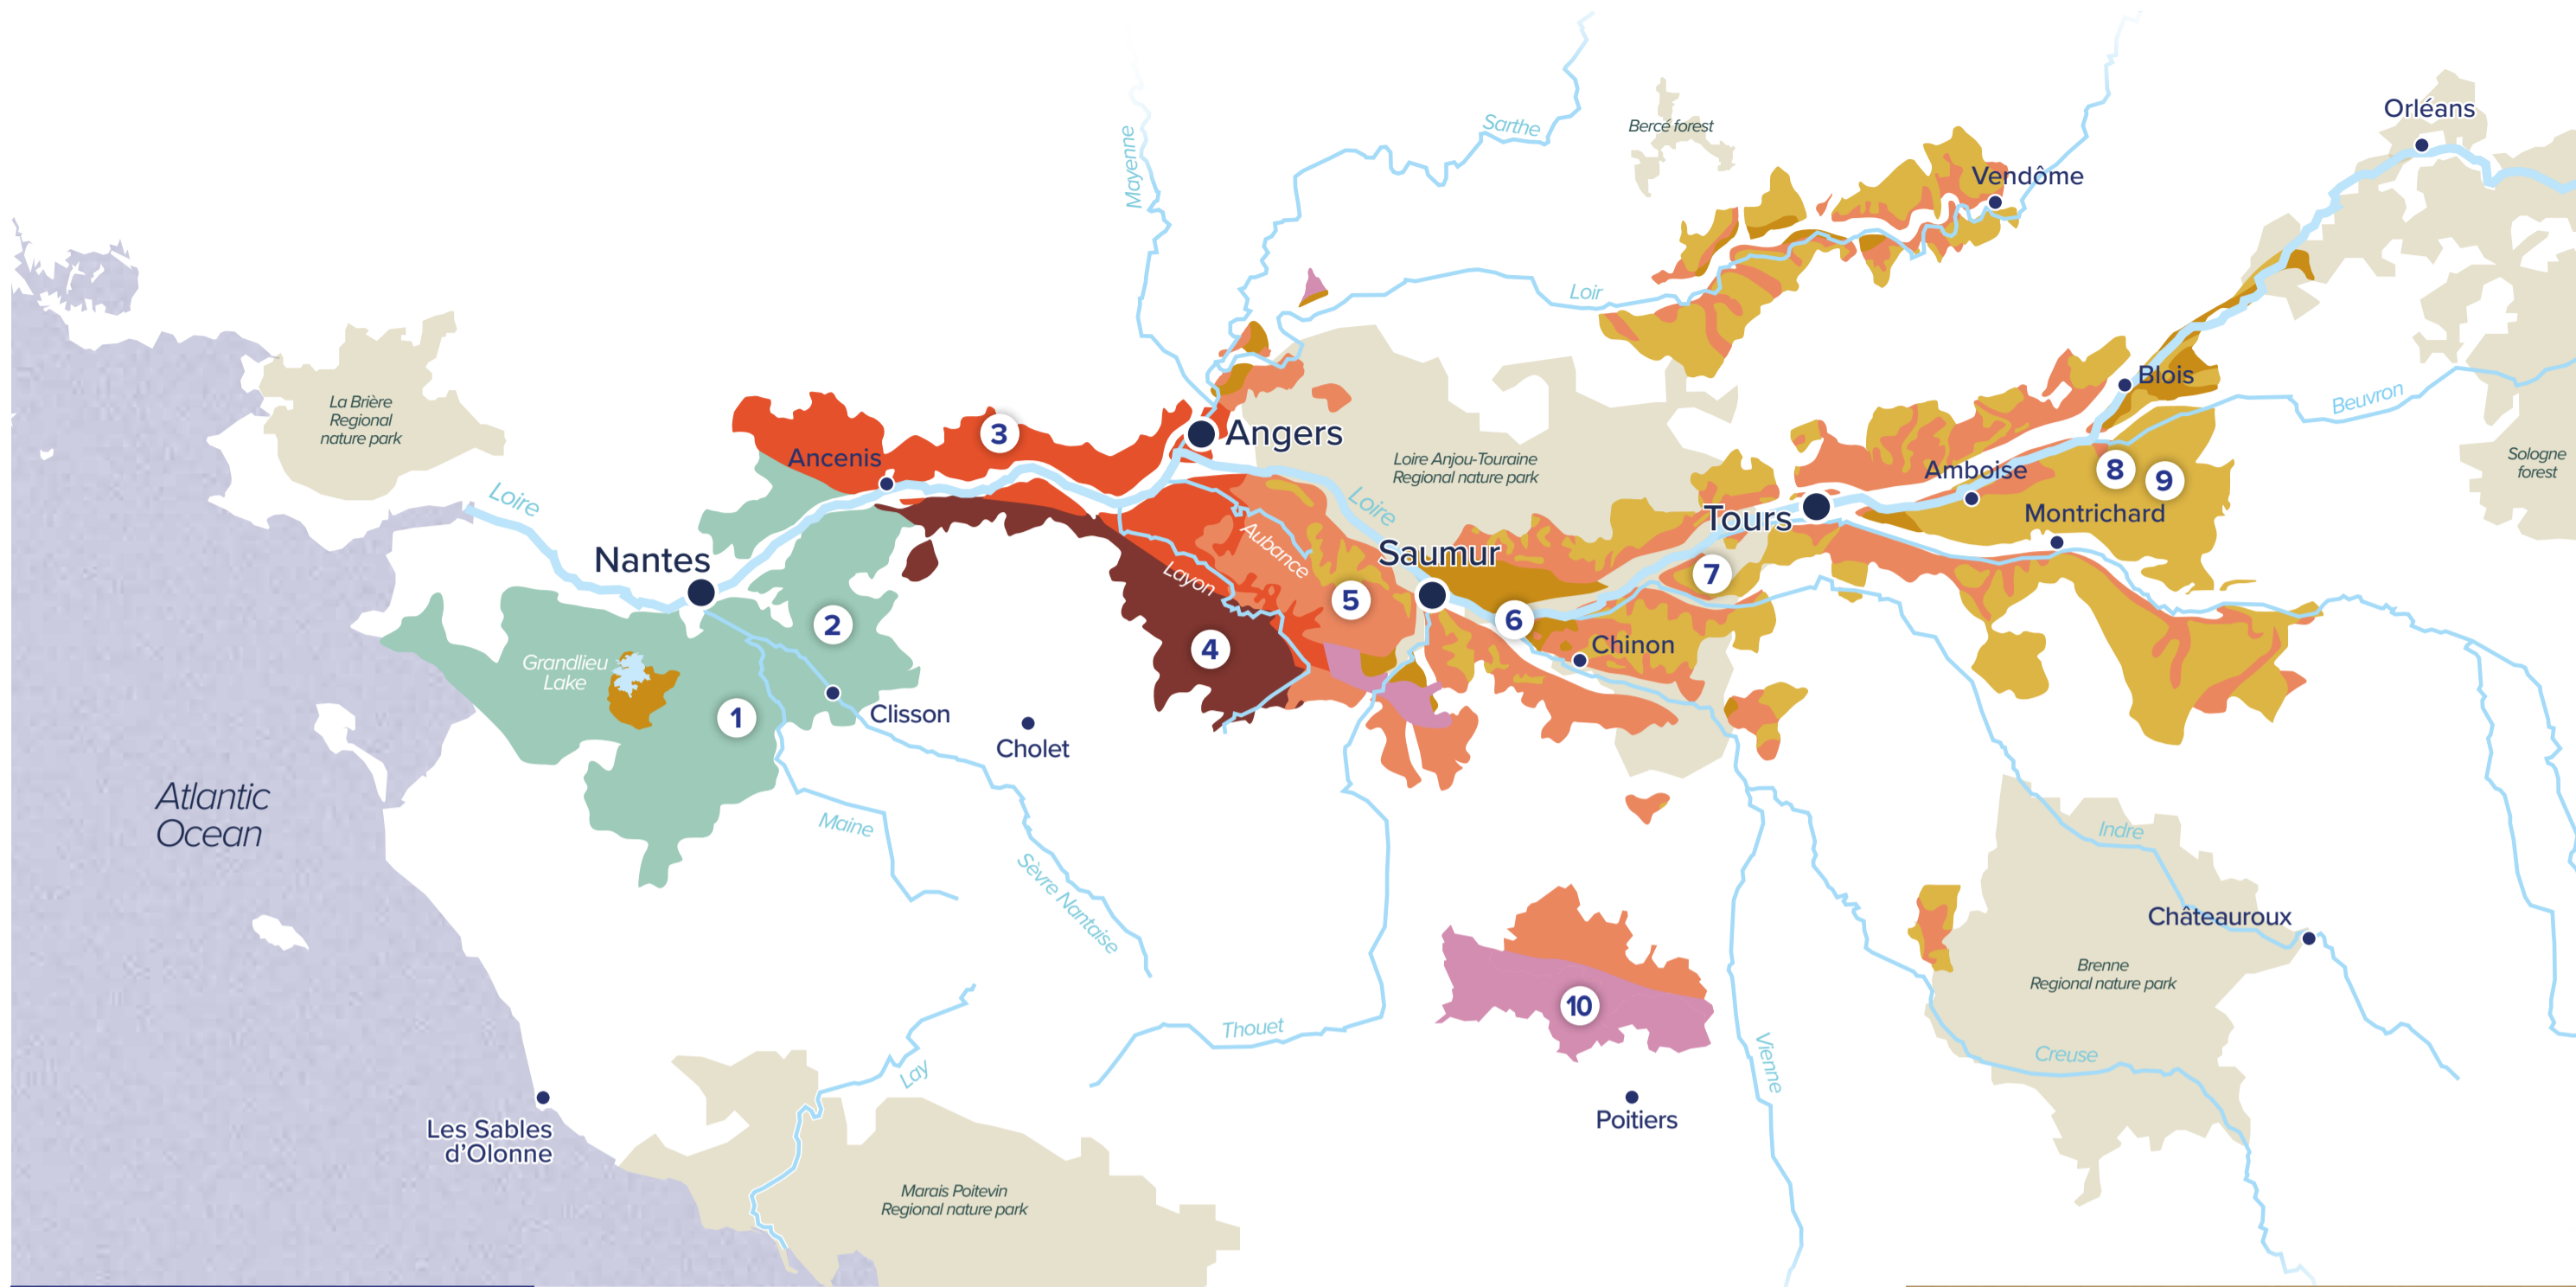 Orléans
Bercé forest
Sarthe
Mayenne
Vendôme
Loir
Blois
Beuvron
La Brière
Regional
nature park
Angers
3
Ancenis
Loire Anjou-Touraine
Regional nature park
Sologne
forest
Amboise
8
9
Loire
Loire
Tours
Montrichard
Aubance
Saumur
Nantes
Layon
7
5
6
2
4
Chinon
Grandlieu
Lake
1
Clisson
Cholet
Atlantic
Ocean
Maine
Indre
Sèvre Nantaise
Châteauroux
Brenne
Regional nature park
10
Thouet
Vienne
Creuse
Lay
Poitiers
Les Sables
d'Olonne
Marais Poitevin
Regional nature park